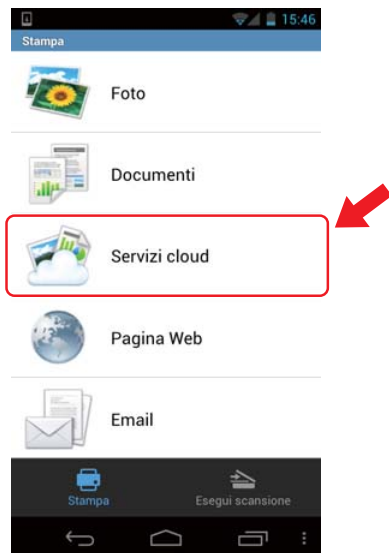 15:46
Stampa
Foto
Documenti
Servizi cloud
Pagina Web
Email
Stampa Esegui scansione